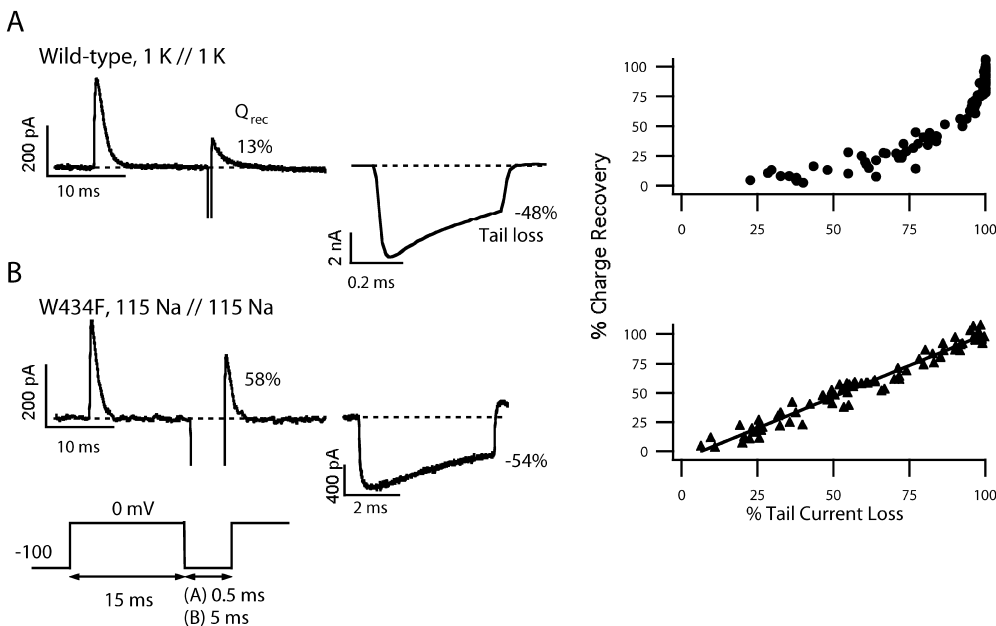 A
Wild-type, 1 K // 1 K
200 pA
10 ms
Qrec
13%
-48%
Tail loss
2 nA
0.2 ms
B
W434F, 115 Na // 115 Na
200 pA
10 ms
58%
-54%
400 pA
2 ms
0 mV
-100
15 ms
(A) 0.5 ms
(B) 5 ms
% Charge Recovery
100
75
50
25
0
0 25 50 75 100
100
75
50
25
0
0 25 50 75 100
% Tail Current Loss